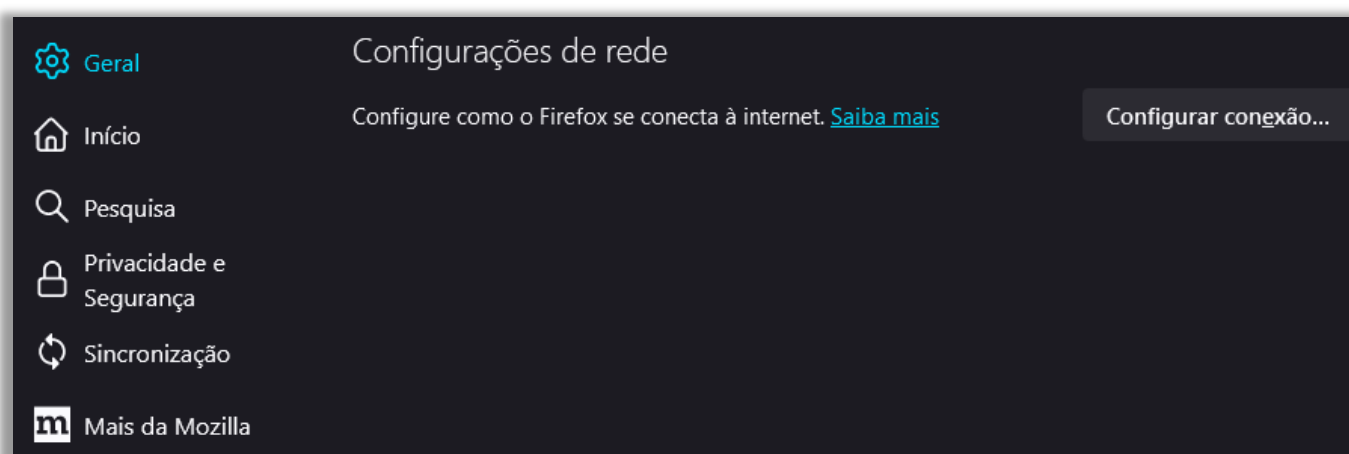 Geral
Início
Pesquisa
Privacidade e
Segurança
Sincronização
m Mais da Mozilla
Configurações de rede
Configure como o Firefox se conecta à internet. Saiba mais
Configurar conexão...